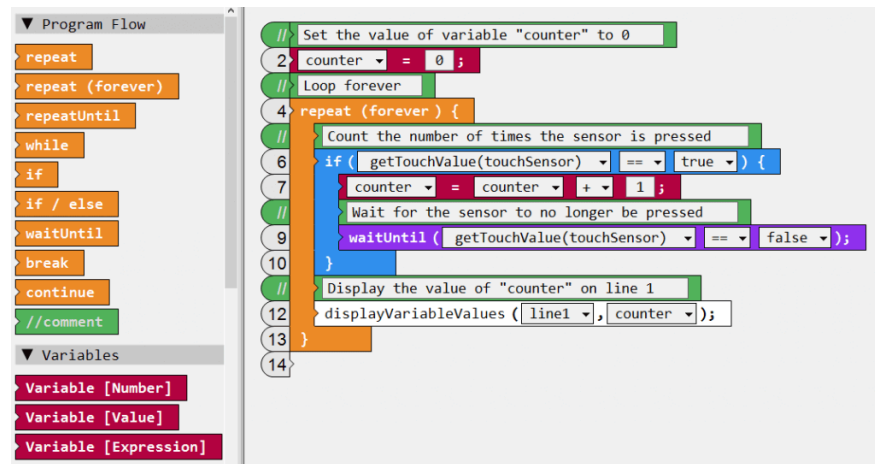 ▼ Program Flow
repeat
repeat (forever)
repeatUntil
while
if
if / else
waitUntil
break
continue
//comment
▼ Variables
Variable [Number]
Variable [Value]
Variable [Expression]
// Set the value of variable "counter" to 0
2 counter = 0 ;
// Loop forever
4 repeat (forever ) {
// Count the number of times the sensor is pressed
6 if ( getTouchValue(touchSensor) == true ) {
7 counter = counter + 1 ;
// Wait for the sensor to no longer be pressed
9 waitUntil ( getTouchValue(touchSensor) == false );
10 }
// Display the value of "counter" on line 1
12 displayVariableValues ( line1 , counter );
13 }
14